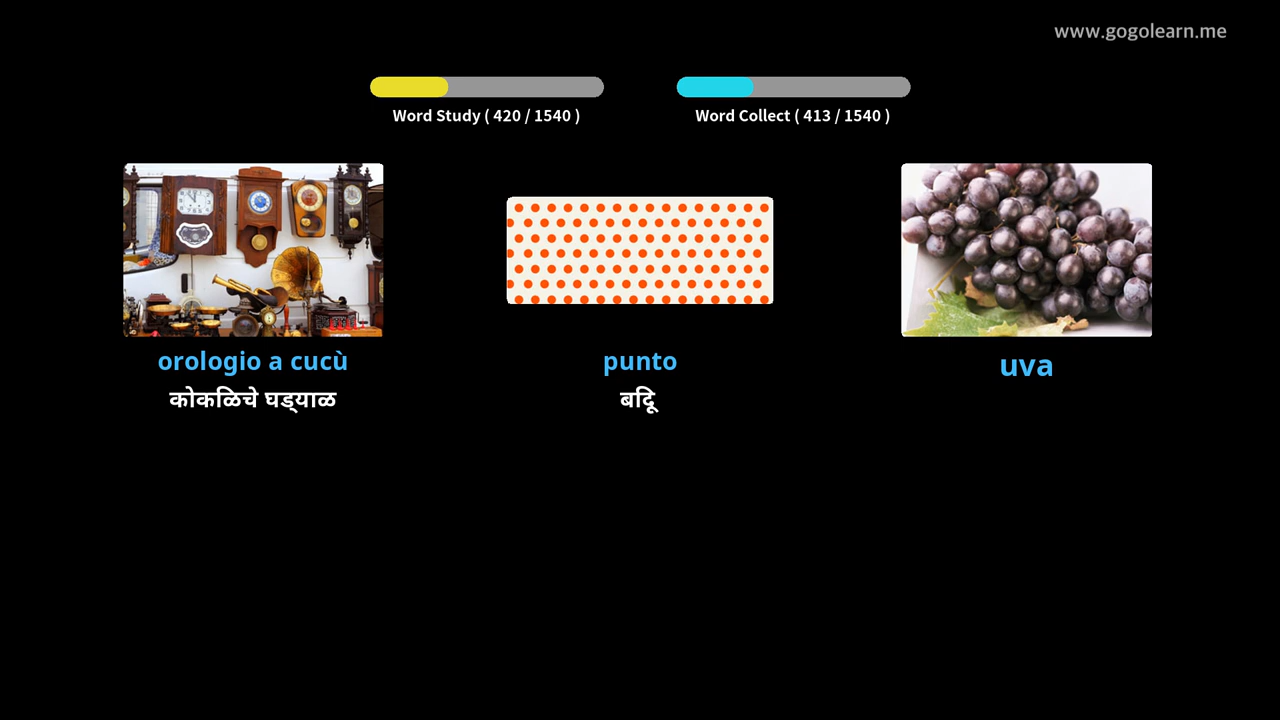 www.gogolearn.me
Word Study ( 420 / 1540 )
Word Collect ( 413 / 1540 )
orologio a cucù
कोकळिचे घड्याळ
punto
बिंदू
uva